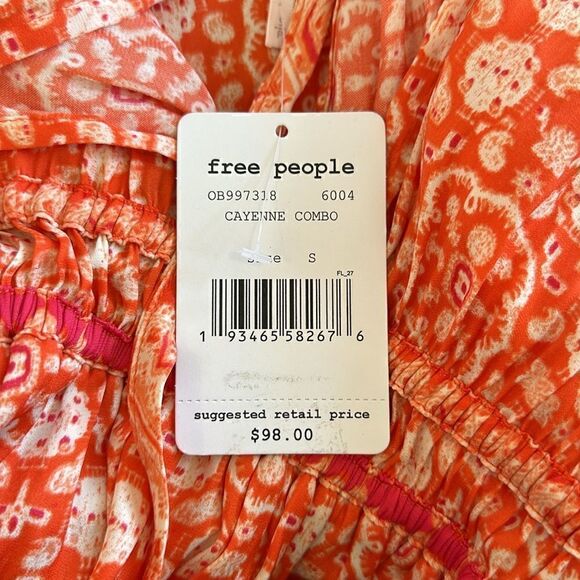 free people
OB997318 6004
CAYENNE COMBO
Size S
FL_27
1 93465 58267 6
suggested retail price
$98.00